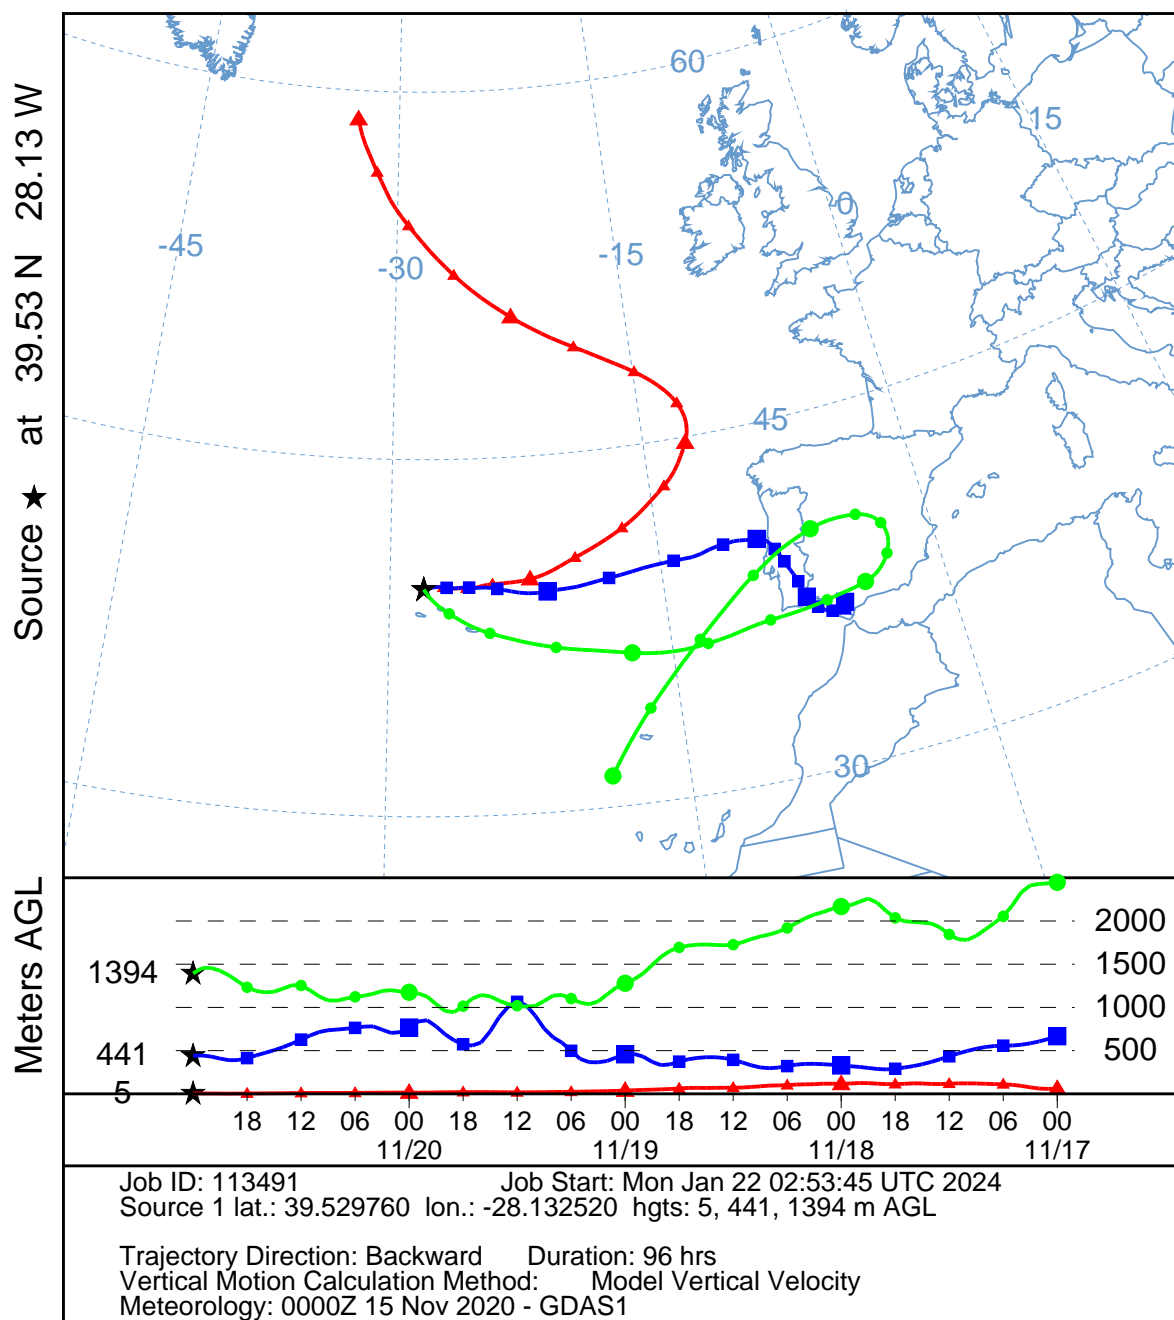 Source ★ at 39.53 N 28.13 W
60
15
-45
-30
-15
0
45
30
Meters AGL
1394
441
5
2000
1500
1000
500
18 12 06 00 18 12 06 00 18 12 06 00 18 12 06 00
11/20 11/19 11/18 11/17
Job ID: 113491 Job Start: Mon Jan 22 02:53:45 UTC 2024
Source 1 lat.: 39.529760 lon.: -28.132520 hgts: 5, 441, 1394 m AGL
Trajectory Direction: Backward Duration: 96 hrs
Vertical Motion Calculation Method: Model Vertical Velocity
Meteorology: 0000Z 15 Nov 2020 - GDAS1